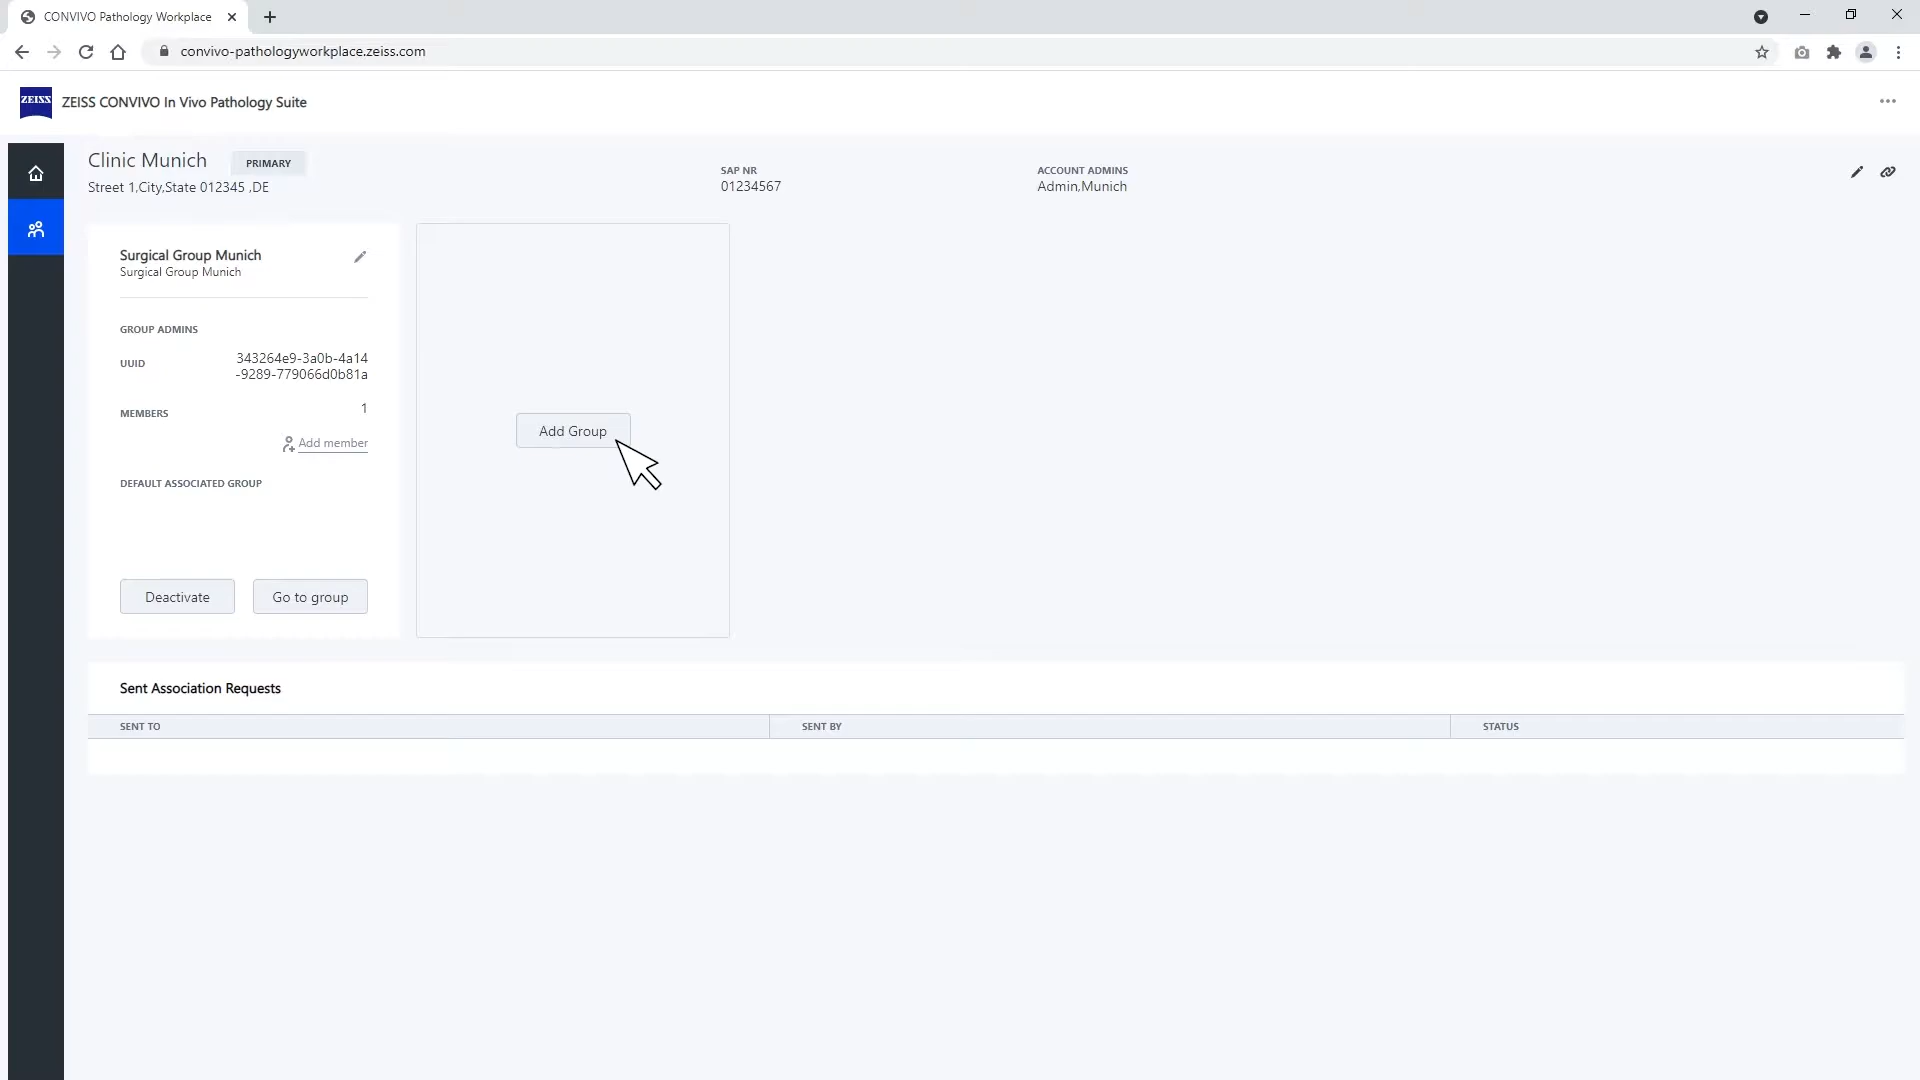 CONVIVO Pathology Workplace
convivo-pathologyworkplace.zeiss.com
ZEISS
ZEISS CONVIVO In Vivo Pathology Suite
Clinic Munich
PRIMARY
Street 1,City,State 012345 ,DE
SAP NR
01234567
ACCOUNT ADMINS
Admin,Munich
Surgical Group Munich
Surgical Group Munich
GROUP ADMINS
UUID
343264e9-3a0b-4a14
-9289-779066d0b81a
MEMBERS
1
Add member
DEFAULT ASSOCIATED GROUP
Deactivate
Go to group
Add Group
Sent Association Requests
SENT TO
SENT BY
STATUS